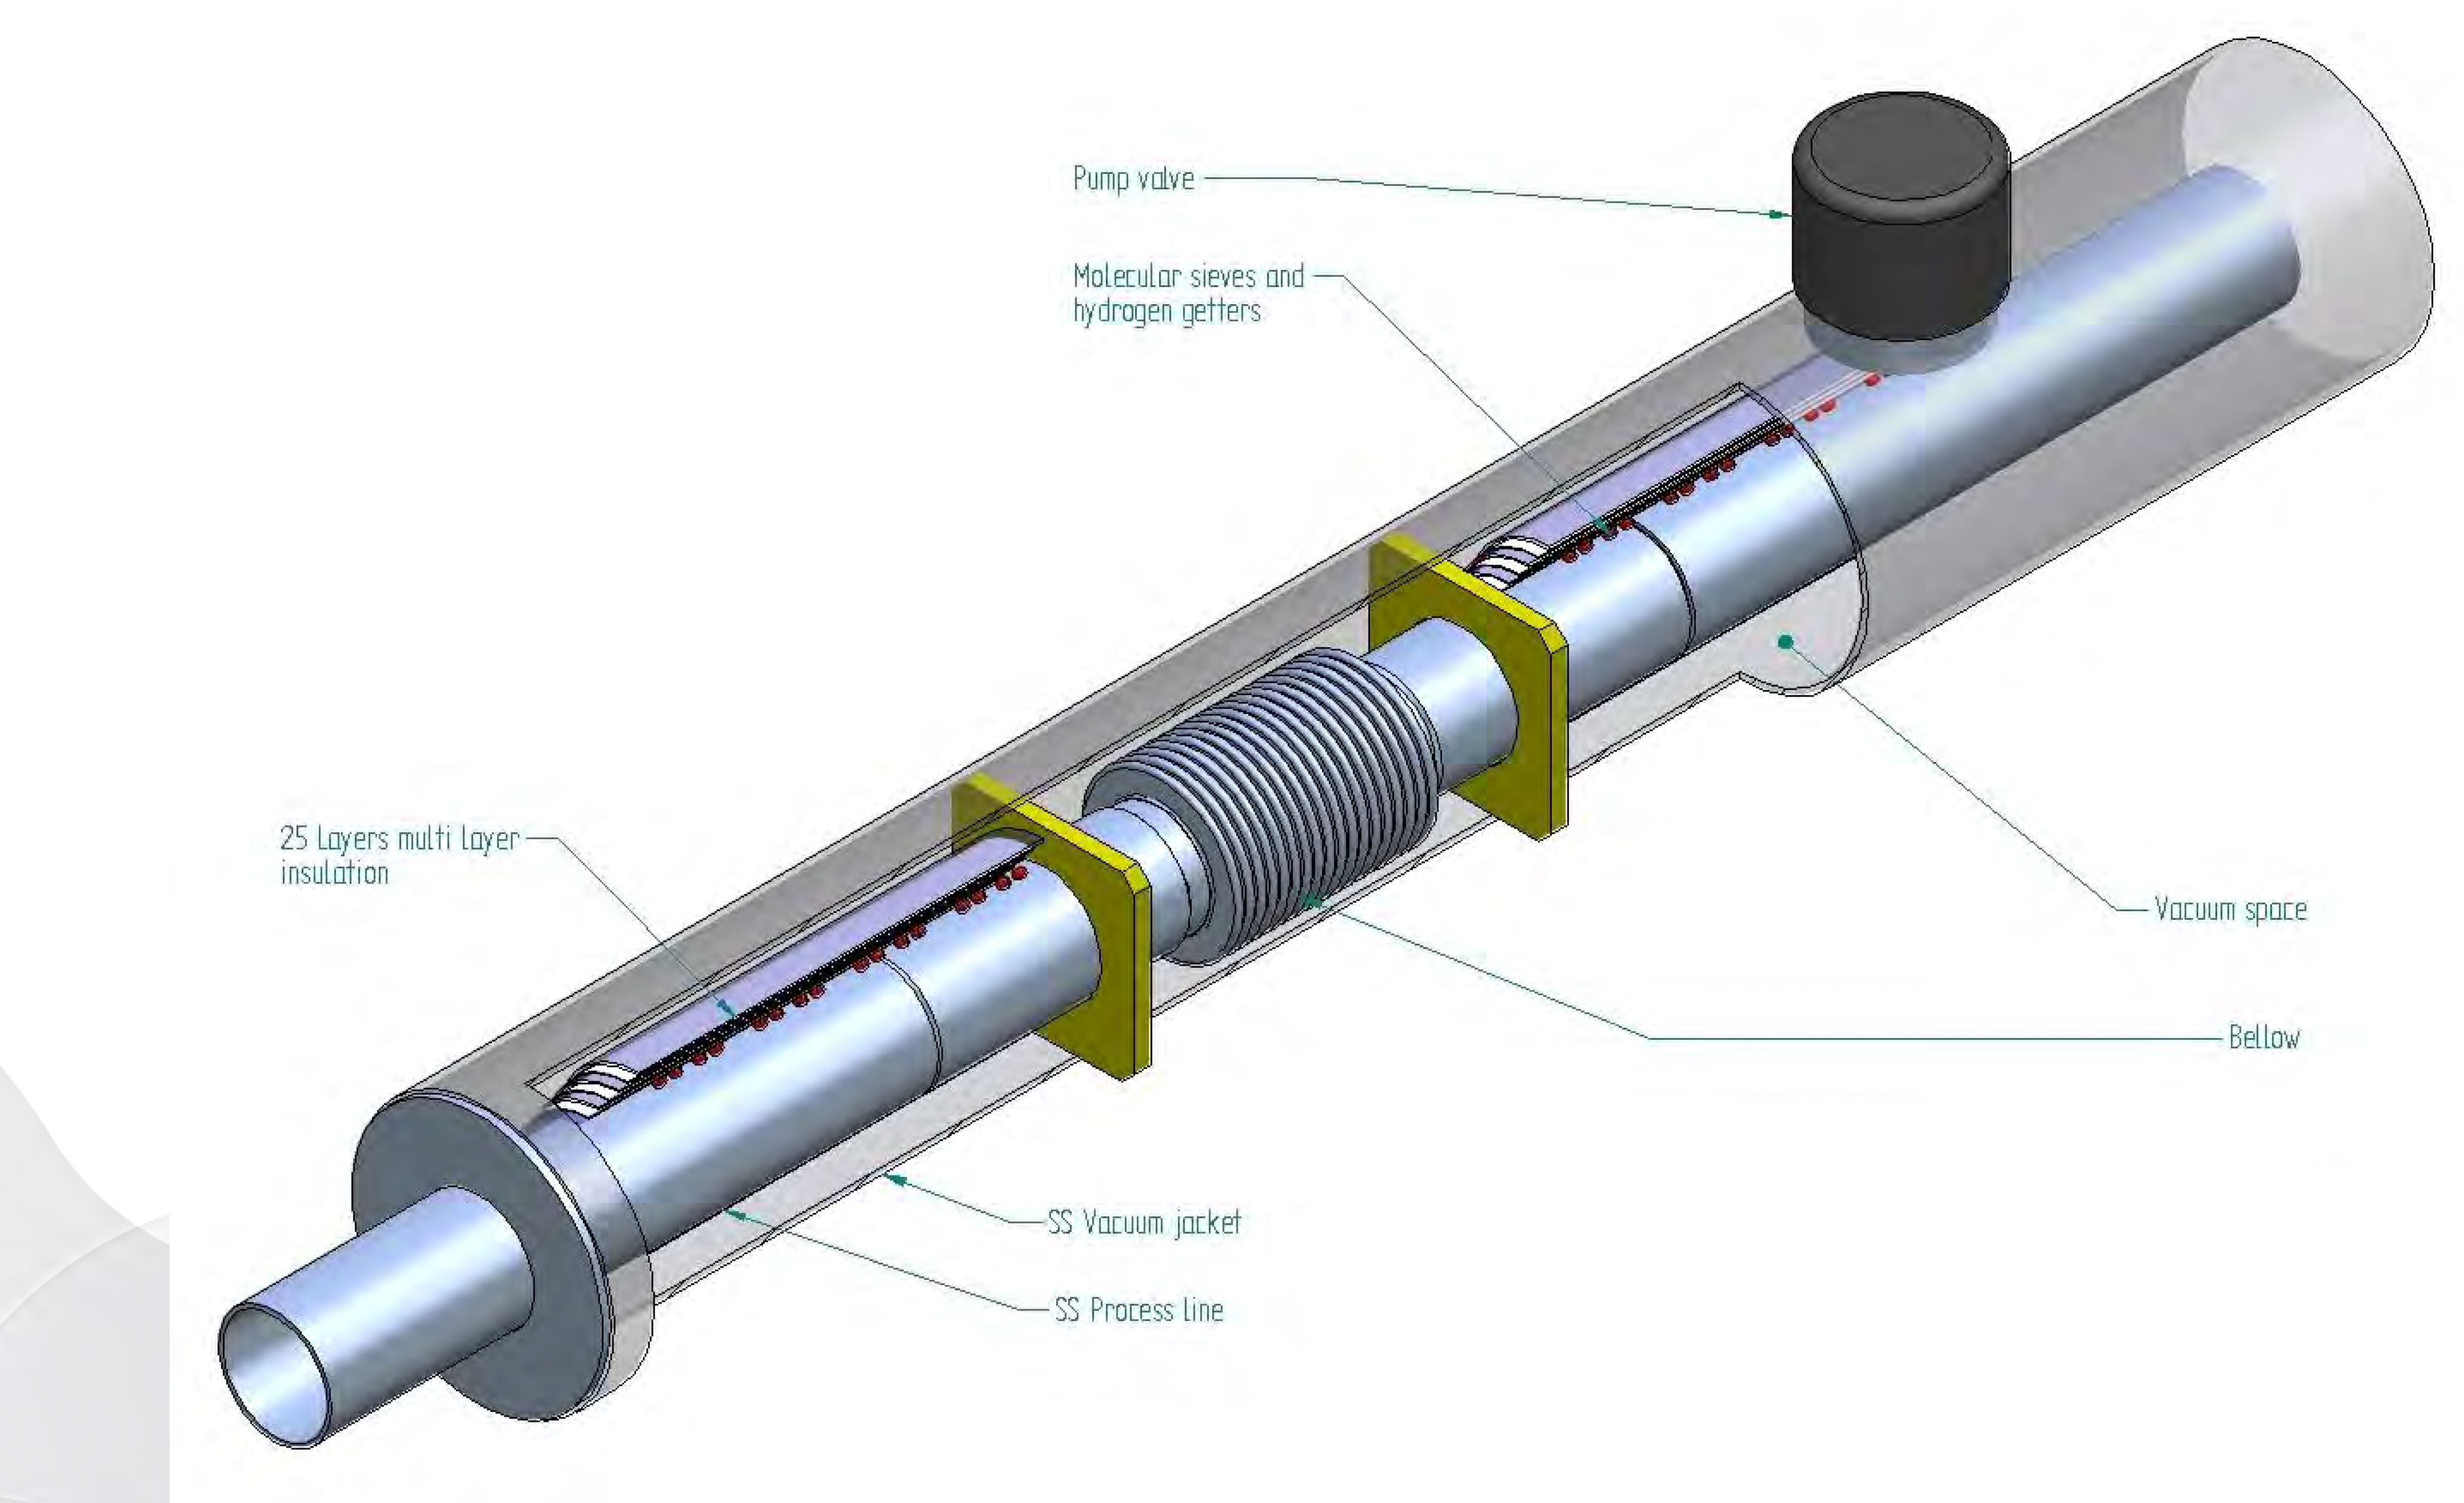 Pump valve
Molecular sieves and
hydrogen getters
25 Layers multi layer
insulation
Vacuum space
Bellow
SS Vacuum jacket
SS Process line